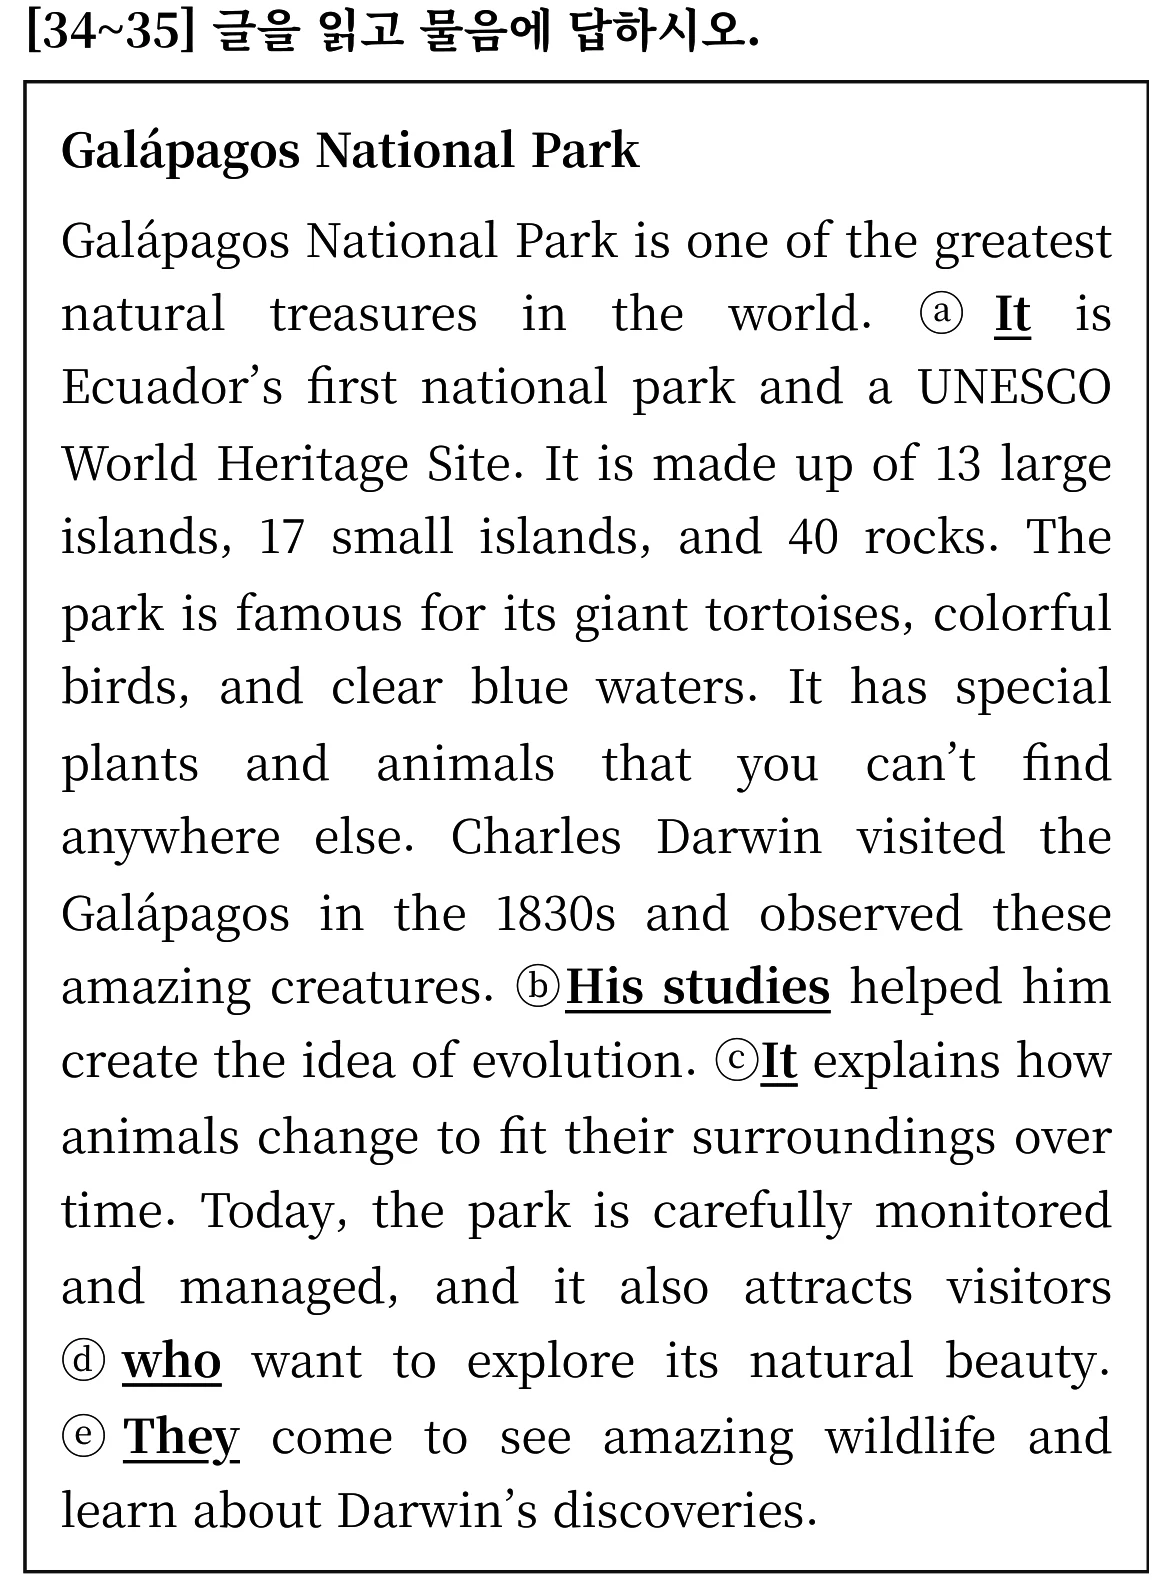 [34~35] 글을 읽고 물음에 답하시오.
Galápagos National Park
Galápagos National Park is one of the greatest
natural treasures in the world. ⓐ It is
Ecuador’s first national park and a UNESCO
World Heritage Site. It is made up of 13 large
islands, 17 small islands, and 40 rocks. The
park is famous for its giant tortoises, colorful
birds, and clear blue waters. It has special
plants and animals that you can’t find
anywhere else. Charles Darwin visited the
Galápagos in the 1830s and observed these
amazing creatures. ⓑHis studies helped him
create the idea of evolution. ⓒIt explains how
animals change to fit their surroundings over
time. Today, the park is carefully monitored
and managed, and it also attracts visitors
ⓓ who want to explore its natural beauty.
ⓔ They come to see amazing wildlife and
learn about Darwin’s discoveries.